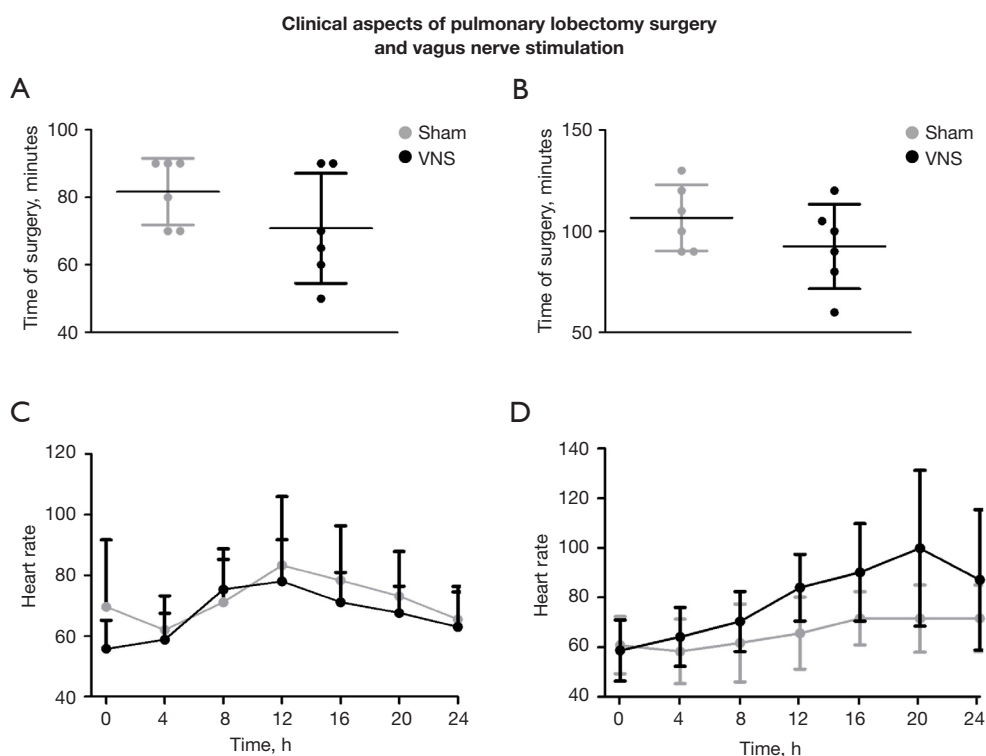 Clinical aspects of pulmonary lobectomy surgery
and vagus nerve stimulation
A
Time of surgery, minutes
100
80
60
40
Sham
VNS
B
Time of surgery, minutes
150
100
50
Sham
VNS
C
Heart rate
120
100
80
60
40
0 4 8 12 16 20 24
Time, h
D
Heart rate
140
120
100
80
60
40
0 4 8 12 16 20 24
Time, h